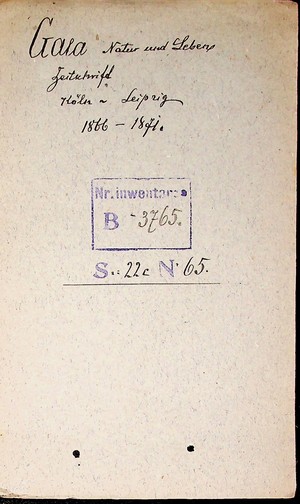 Gaea Natur und Leben
Zeitschrift
Köln u Leipzig
1866 – 1871.
Nr. inwentarza
B - 3765.
S. 22c N 65.